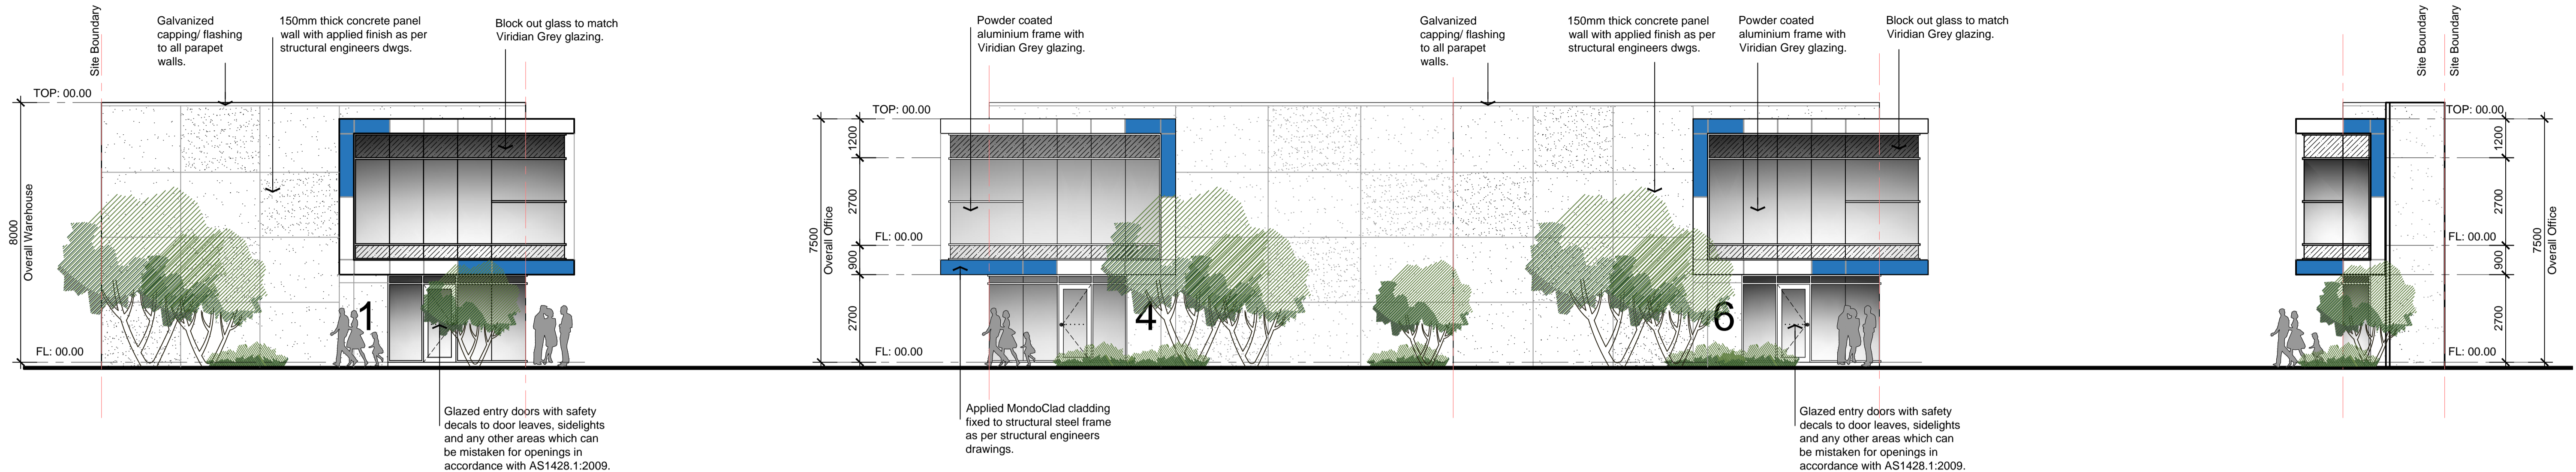 Site Boundary
Galvanized
capping/ flashing
to all parapet
walls.
150mm thick concrete panel
wall with applied finish as per
structural engineers dwgs.
Block out glass to match
Viridian Grey glazing.
TOP: 00.00
8000
Overall Warehouse
FL: 00.00
1
Glazed entry doors with safety
decals to door leaves, sidelights
and any other areas which can
be mistaken for openings in
accordance with AS1428.1:2009.
Powder coated
aluminium frame with
Viridian Grey glazing.
Galvanized
capping/ flashing
to all parapet
walls.
150mm thick concrete panel
wall with applied finish as per
structural engineers dwgs.
Powder coated
aluminium frame with
Viridian Grey glazing.
Block out glass to match
Viridian Grey glazing.
TOP: 00.00
1200
2700
7500
Overall Office
FL: 00.00
900
2700
FL: 00.00
4
6
Applied MondoClad cladding
fixed to structural steel frame
as per structural engineers
drawings.
Glazed entry doors with safety
decals to door leaves, sidelights
and any other areas which can
be mistaken for openings in
accordance with AS1428.1:2009.
Site Boundary
Site Boundary
TOP: 00.00
1200
2700
FL: 00.00
7500
Overall Office
900
2700
FL: 00.00